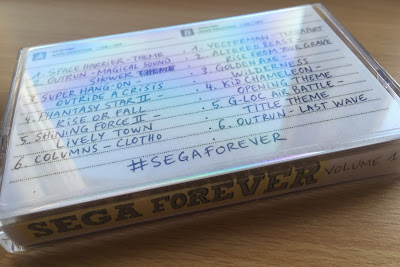 A
1. SPACE HARRIER - THEME
2. OUTRUN - MAGICAL SOUND
SHOWER THEME
3. SUPER HANG-ON -
OUTRIDE A CRISIS
4. PHANTASY STAR II -
RISE OR FALL
5. SHINING FORCE II -
LIVELY TOWN
6. COLUMNS - CLOTHO
B
1. VECTORMAN - TERRAPORT
2. ALTERED BEAST -
RISE FROM YOUR GRAVE
3. GOLDEN AXE -
WILDERNESS
4. KID CHAMELEON -
OPENING THEME
5. G-LOC AIR BATTLE -
TITLE THEME
6. OUTRUN - LAST WAVE
#SEGAFOREVER
SEGA FOREVER VOLUME 1